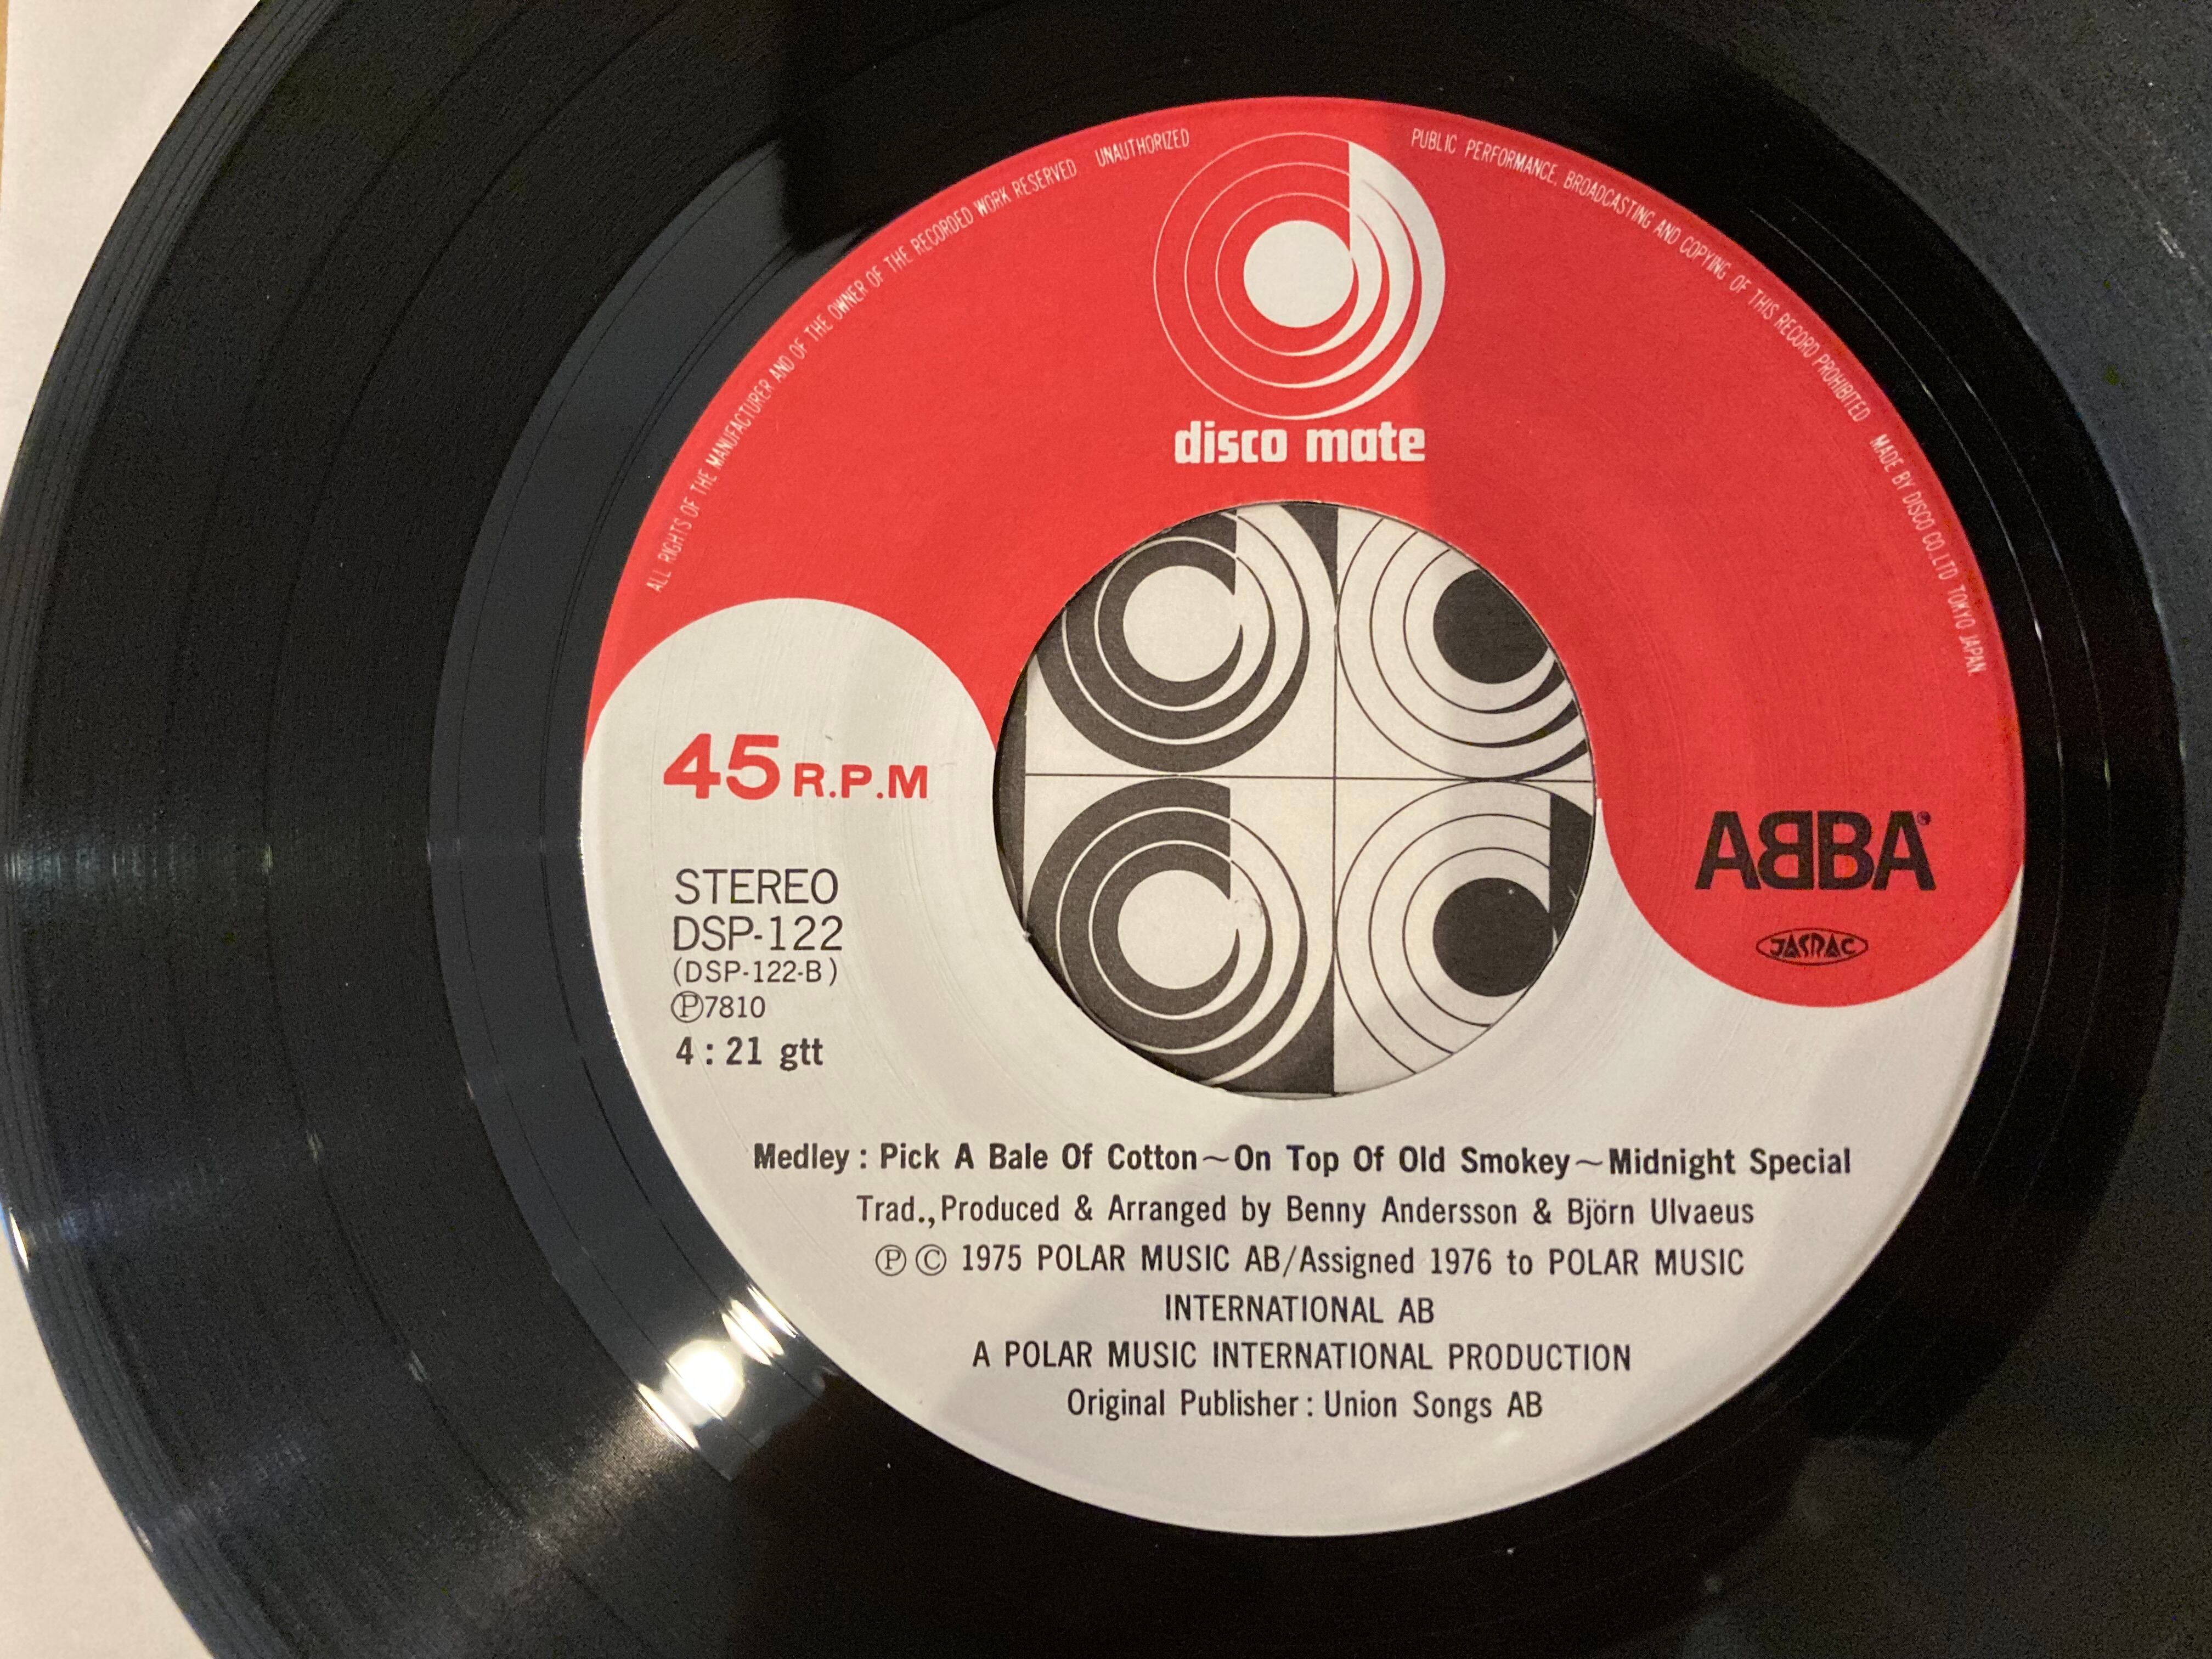 ALL RIGHTS OF THE MANUFACTURER AND OF THE OWNER OF THE RECORDED WORK RESERVED UNAUTHORIZED PUBLIC PERFORMANCE, BROADCASTING AND COPYING OF THIS RECORD PROHIBITED MADE BY DISCO CO., LTD TOKYO JAPAN.
disco mate
45 R.P.M
ABBA®
JASRAC
STEREO
DSP-122
(DSP-122-B)
Ⓟ7810
4 : 21 gtt
Medley : Pick A Bale Of Cotton～On Top Of Old Smokey～Midnight Special
Trad., Produced & Arranged by Benny Andersson & Björn Ulvaeus
Ⓟ © 1975 POLAR MUSIC AB/Assigned 1976 to POLAR MUSIC
INTERNATIONAL AB
A POLAR MUSIC INTERNATIONAL PRODUCTION
Original Publisher : Union Songs AB